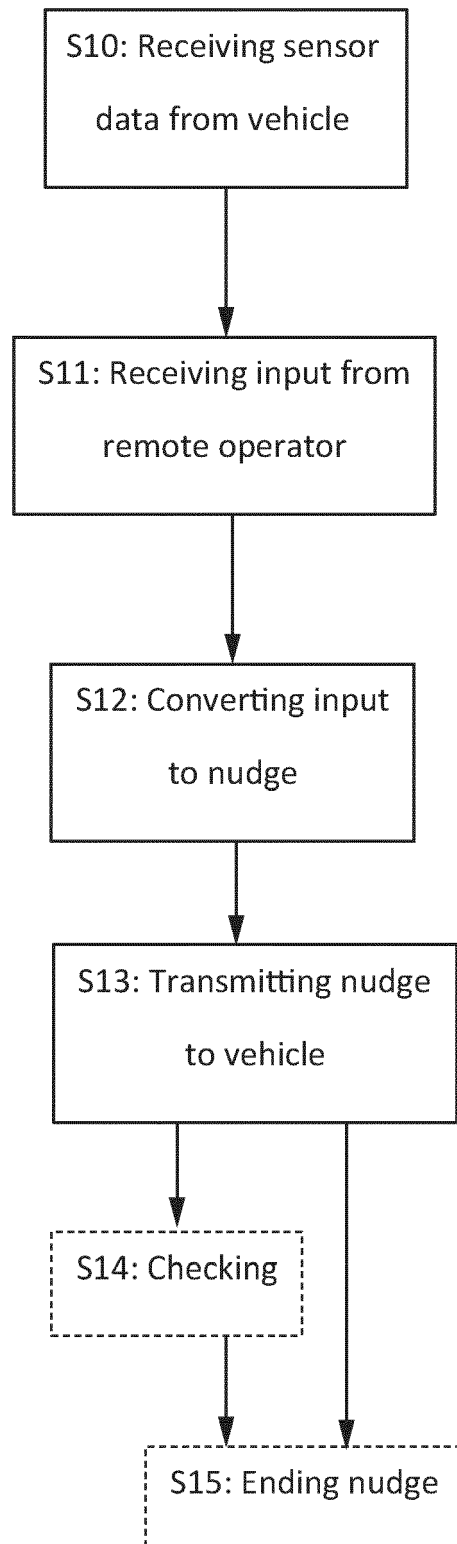 S10: Receiving sensor
data from vehicle
S11: Receiving input from
remote operator
S12: Converting input
to nudge
S13: Transmitting nudge
to vehicle
S14: Checking
S15: Ending nudge